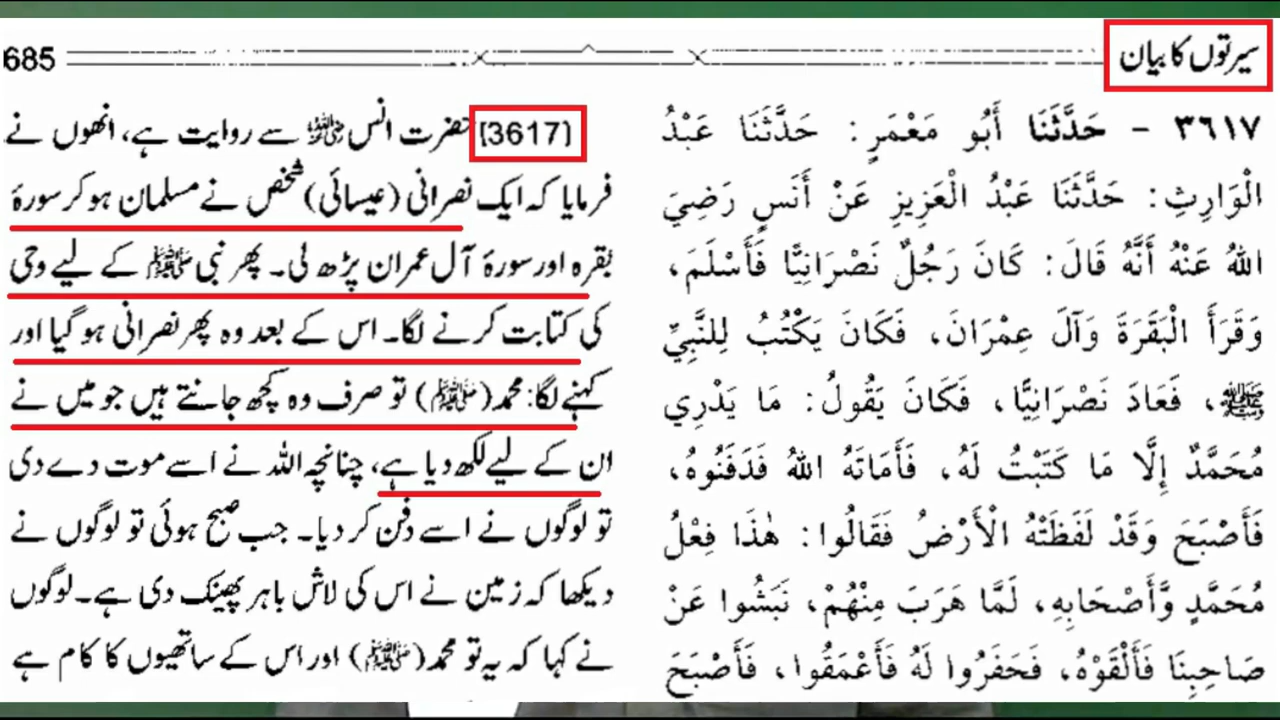 سیرتوں کا بیان
685
٣٦١٧ - حَدَّثَنَا أَبُو مَعْمَرٍ: حَدَّثَنَا عَبْدُ
الْوَارِثِ: حَدَّثَنَا عَبْدُ الْعَزِيزِ عَنْ أَنَسٍ رَضِيَ
اللهُ عَنْهُ أَنَّهُ قَالَ: كَانَ رَجُلٌ نَصْرَانِيًّا فَأَسْلَمَ،
وَقَرَأَ الْبَقَرَةَ وَآلَ عِمْرَانَ، فَكَانَ يَكْتُبُ لِلنَّبِيِّ
ﷺ، فَعَادَ نَصْرَانِيًّا، فَكَانَ يَقُولُ: مَا يَدْرِي
مُحَمَّدٌ إِلَّا مَا كَتَبْتُ لَهُ، فَأَمَاتَهُ اللهُ فَدَفَنُوهُ،
فَأَصْبَحَ وَقَدْ لَفَظَتْهُ الْأَرْضُ فَقَالُوا: هٰذَا فِعْلُ
مُحَمَّدٍ وَّأَصْحَابِهِ، لَمَّا هَرَبَ مِنْهُمْ، نَبَشُوا عَنْ
صَاحِبِنَا فَأَلْقَوْهُ، فَحَفَرُوا لَهُ فَأَعْمَقُوا، فَأَصْبَحَ
[3617] حضرت انس رضی اللہ عنہ سے روایت ہے، انھوں نے
فرمایا کہ ایک نصرانی (عیسائی) شخص نے مسلمان ہو کر سورۂ
بقرہ اور سورۂ آل عمران پڑھ لی۔ پھر نبی ﷺ کے لیے وحی
کی کتابت کرنے لگا۔ اس کے بعد وہ پھر نصرانی ہو گیا اور
کہنے لگا: محمد (ﷺ) تو صرف وہ کچھ جانتے ہیں جو میں نے
ان کے لیے لکھ دیا ہے، چنانچہ اللہ نے اسے موت دے دی
تو لوگوں نے اسے دفن کر دیا۔ جب صبح ہوئی تو لوگوں نے
دیکھا کہ زمین نے اس کی لاش باہر پھینک دی ہے۔ لوگوں
نے کہا کہ یہ تو محمد (ﷺ) اور اس کے ساتھیوں کا کام ہے